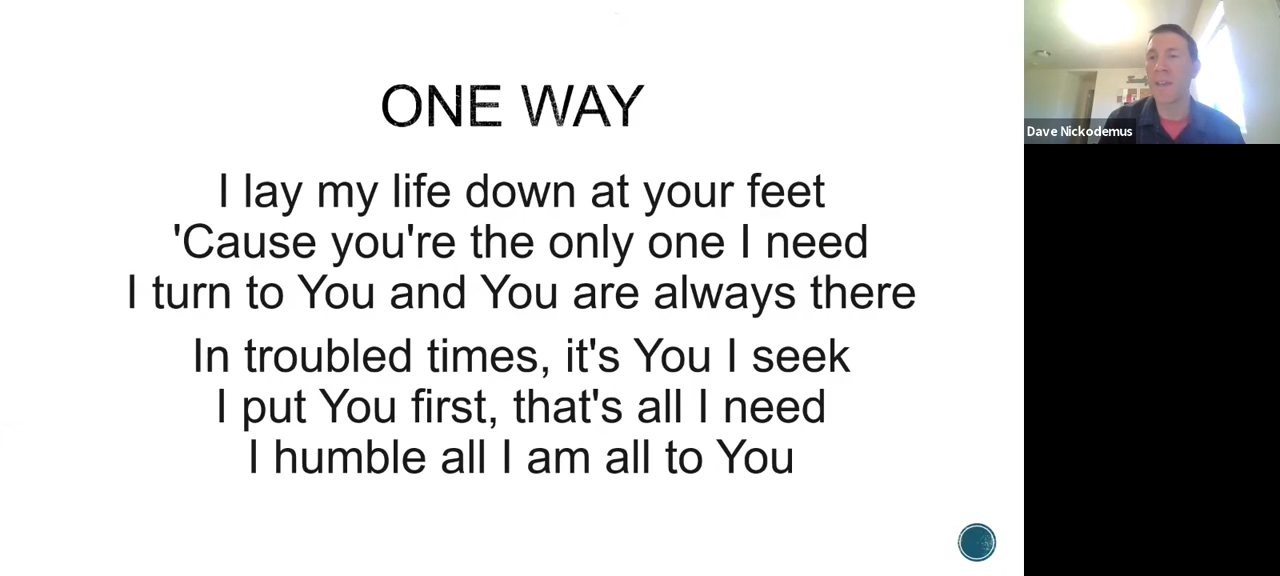 ONE WAY
I lay my life down at your feet
'Cause you're the only one I need
I turn to You and You are always there
In troubled times, it's You I seek
I put You first, that's all I need
I humble all I am all to You
Dave Nickodemus